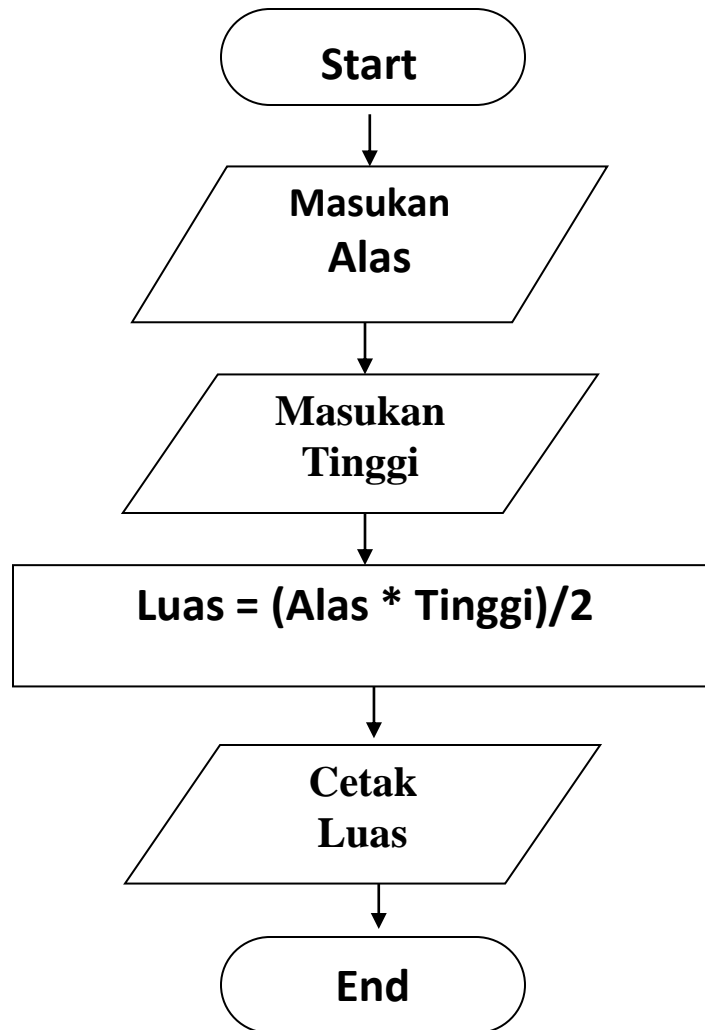 Start
Masukan
Alas
Masukan
Tinggi
Luas = (Alas * Tinggi)/2
Cetak
Luas
End